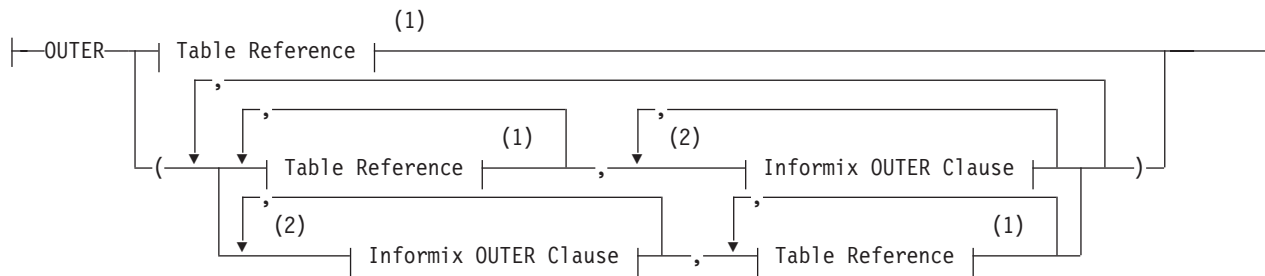 (1)
OUTER Table Reference
,
, ,
(1) (2)
( Table Reference , Informix OUTER Clause )
, ,
(2) (1)
Informix OUTER Clause , Table Reference